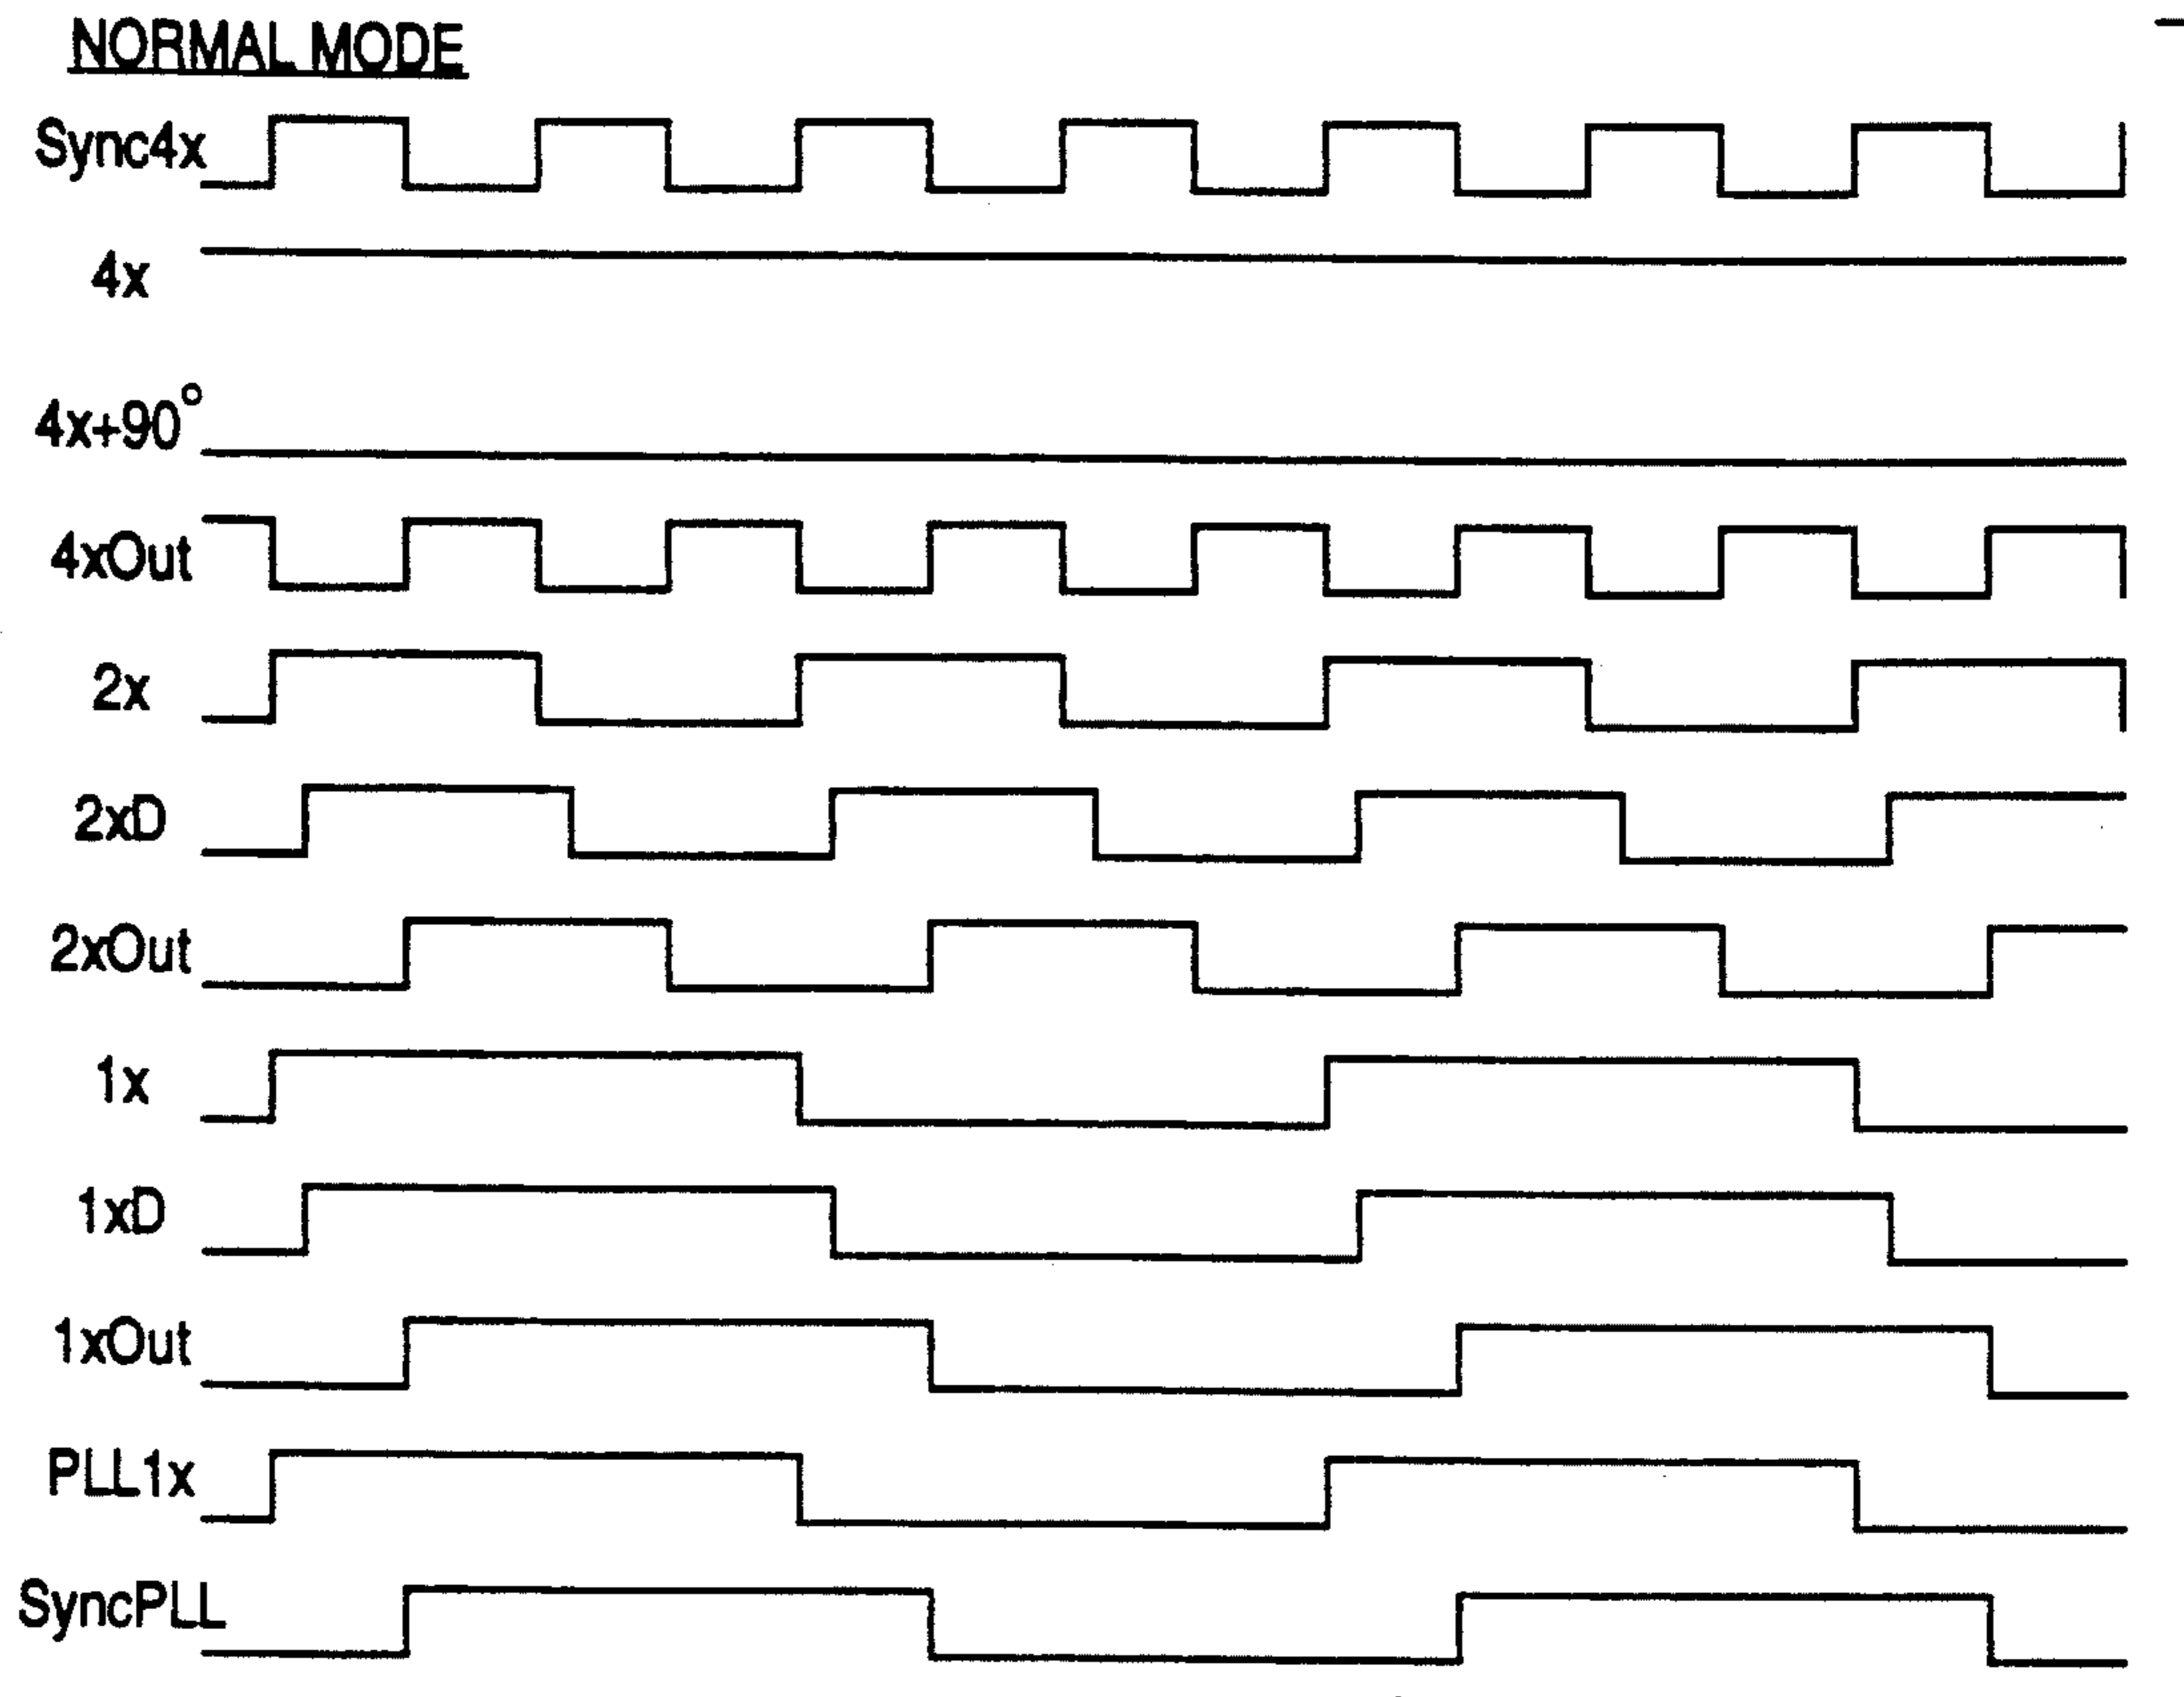 NORMAL MODE
Sync4x
4x
4x+90°
4xOut
2x
2xD
2xOut
1x
1xD
1xOut
PLL1x
SyncPLL